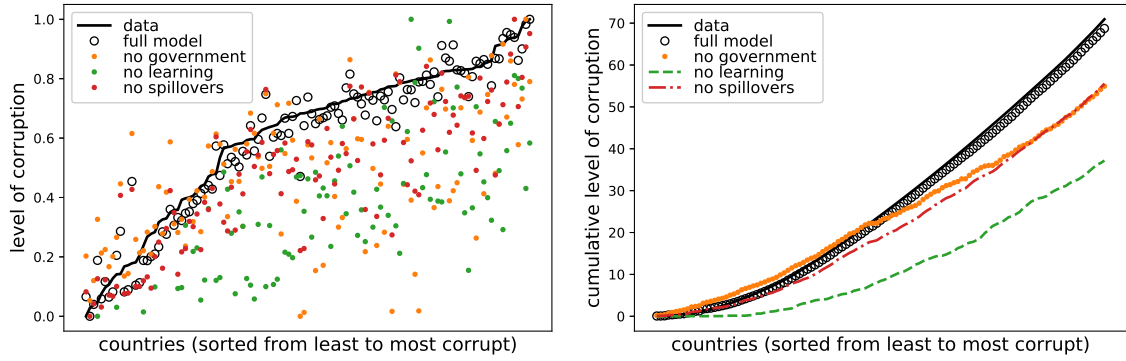 1.0
0.8
0.6
0.4
0.2
0.0
level of corruption
data
full model
no government
no learning
no spillovers
countries (sorted from least to most corrupt)
70
60
50
40
30
20
10
0
cumulative level of corruption
data
full model
no government
no learning
no spillovers
countries (sorted from least to most corrupt)